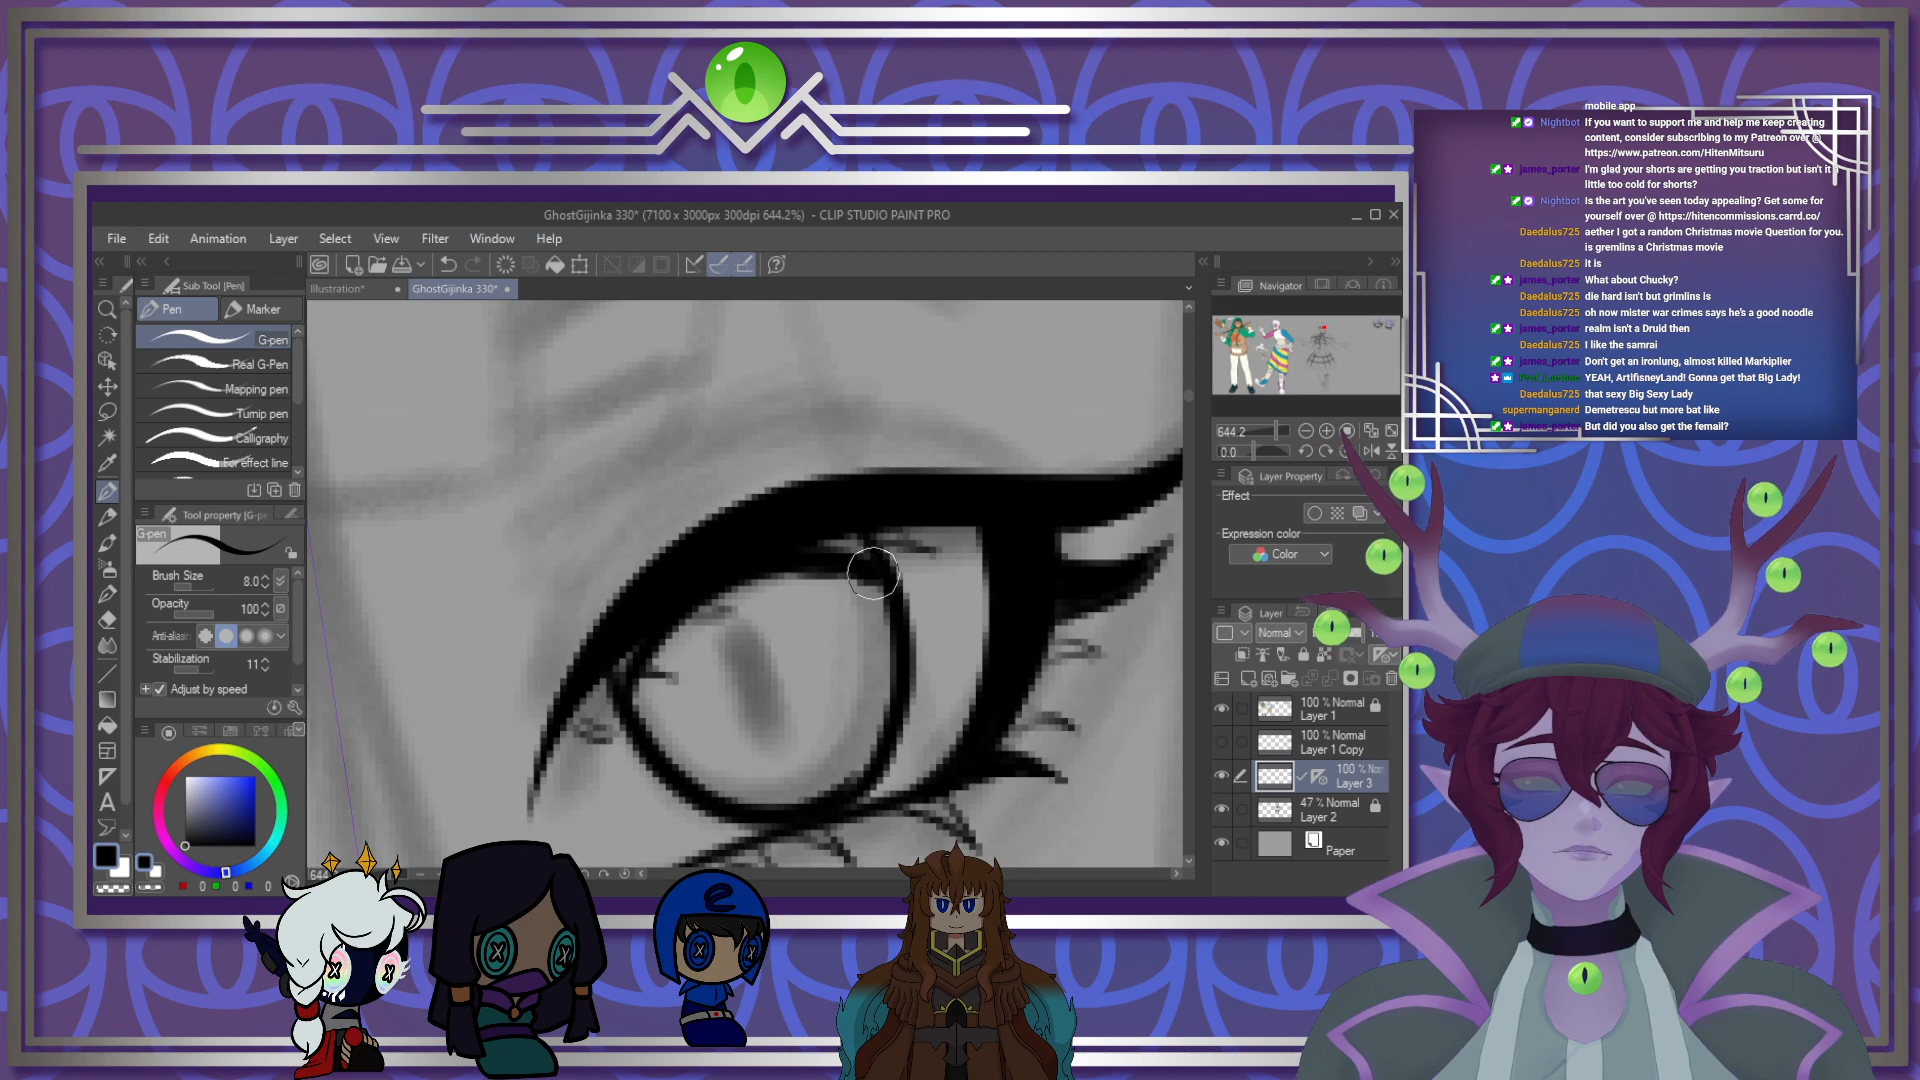 GhostGijinka 330* (7100 x 3000px 300dpi 644.2%) - CLIP STUDIO PAINT PRO
File Edit Animation Layer Select View Filter Window Help
Sub Tool [Pen]
Pen
Marker
G-pen
Real G-Pen
Mapping pen
Turnip pen
Calligraphy
For effect line
Tool property [G-pe
G-pen
Brush Size 8.0
Opacity 100
Anti-aliasin
Stabilization 11
Adjust by speed
0 0 0
Illustration*
GhostGijinka 330*
Navigator
644.2
0.0
Layer Property
Effect
Expression color
Color
Layer
Normal
100 % Normal
Layer 1
100 % Normal
Layer 1 Copy
100 % Nor
Layer 3
47 % Normal
Layer 2
Paper
mobile app
Nightbot If you want to support me and help me keep creating
content, consider subscribing to my Patreon over @
https://www.patreon.com/HitenMitsuru
james_porter I'm glad your shorts are getting you traction but isn't it a
little too cold for shorts?
Nightbot Is the art you've seen today appealing? Get some for
yourself over @ https://hitencommissions.carrd.co/
Daedalus725 aether I got a random Christmas movie Question for you.
is gremlins a Christmas movie
Daedalus725 it is
james_porter What about Chucky?
Daedalus725 die hard isn't but grimlins is
Daedalus725 oh now mister war crimes says he's a good noodle
james_porter realm isn't a Druid then
Daedalus725 I like the samrai
james_porter Don't get an ironlung, almost killed Markiplier
YEAH, ArtifisneyLand! Gonna get that Big Lady!
Daedalus725 that sexy Big Sexy Lady
supermanganerd Demetrescu but more bat like
james_porter But did you also get the femail?